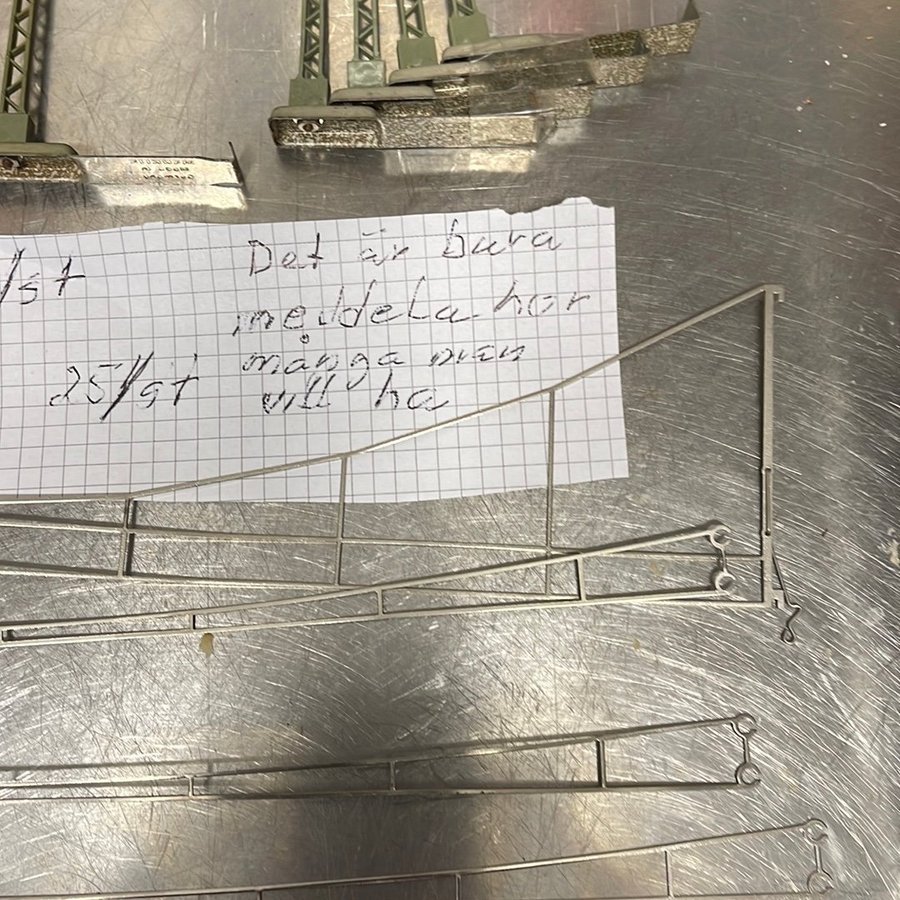 /st
Det är bara
meddela hur
många man
vill ha
25/st